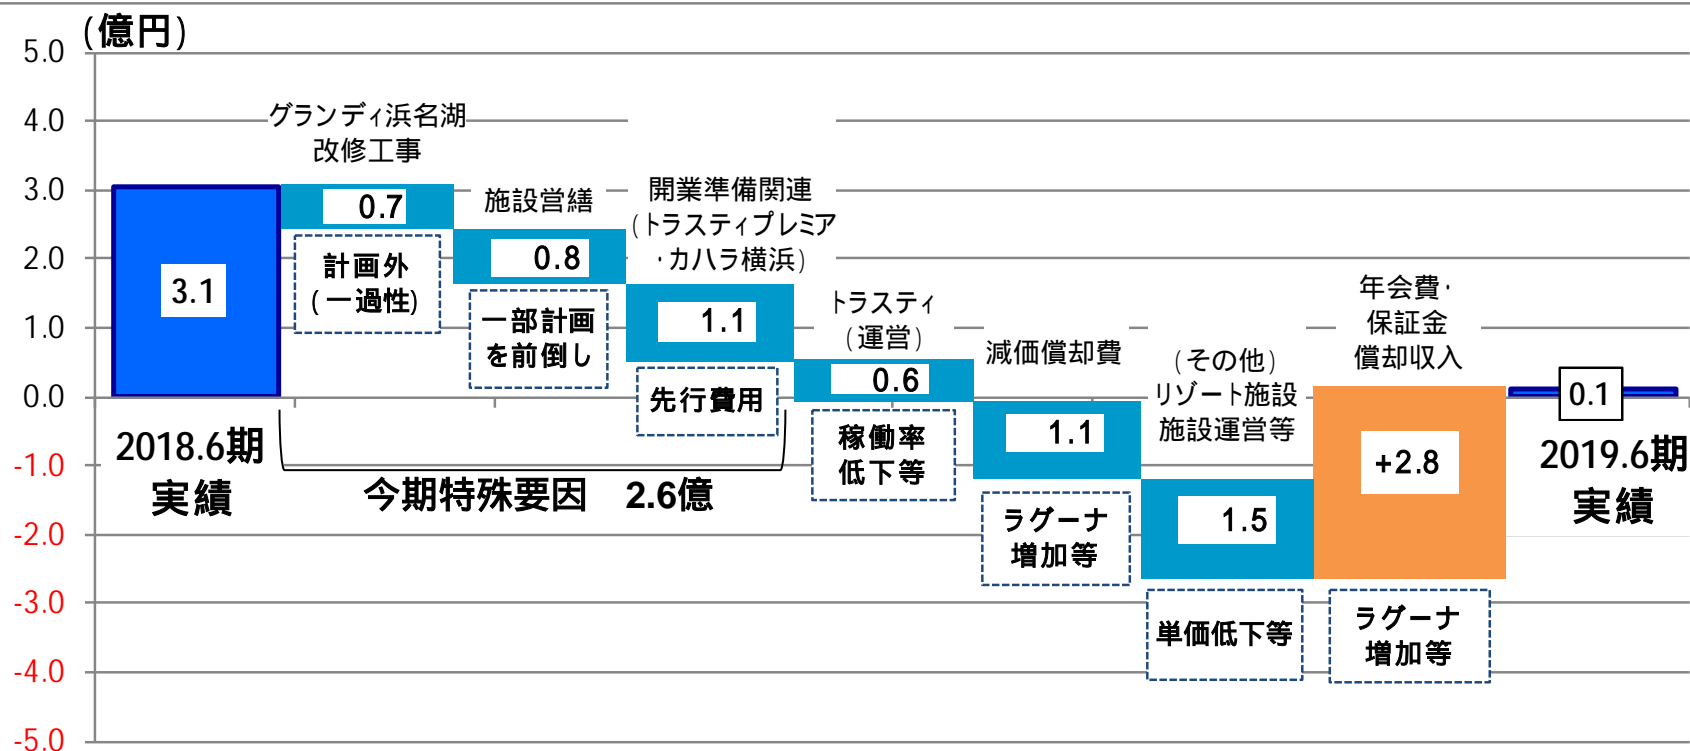 (億円)
5.0
4.0
3.0
2.0
1.0
0.0
-1.0
-2.0
-3.0
-4.0
-5.0
3.1
2018.6期
実績
グランディ浜名湖
改修工事
0.7
計画外
(一過性)
施設営繕
0.8
一部計画
を前倒し
開業準備関連
(トラスティプレミア
・カハラ横浜)
1.1
先行費用
今期特殊要因 2.6億
トラスティ
(運営)
0.6
稼働率
低下等
減価償却費
1.1
ラグーナ
増加等
(その他)
リゾート施設
施設運営等
1.5
単価低下等
年会費・
保証金
償却収入
+2.8
ラグーナ
増加等
0.1
2019.6期
実績